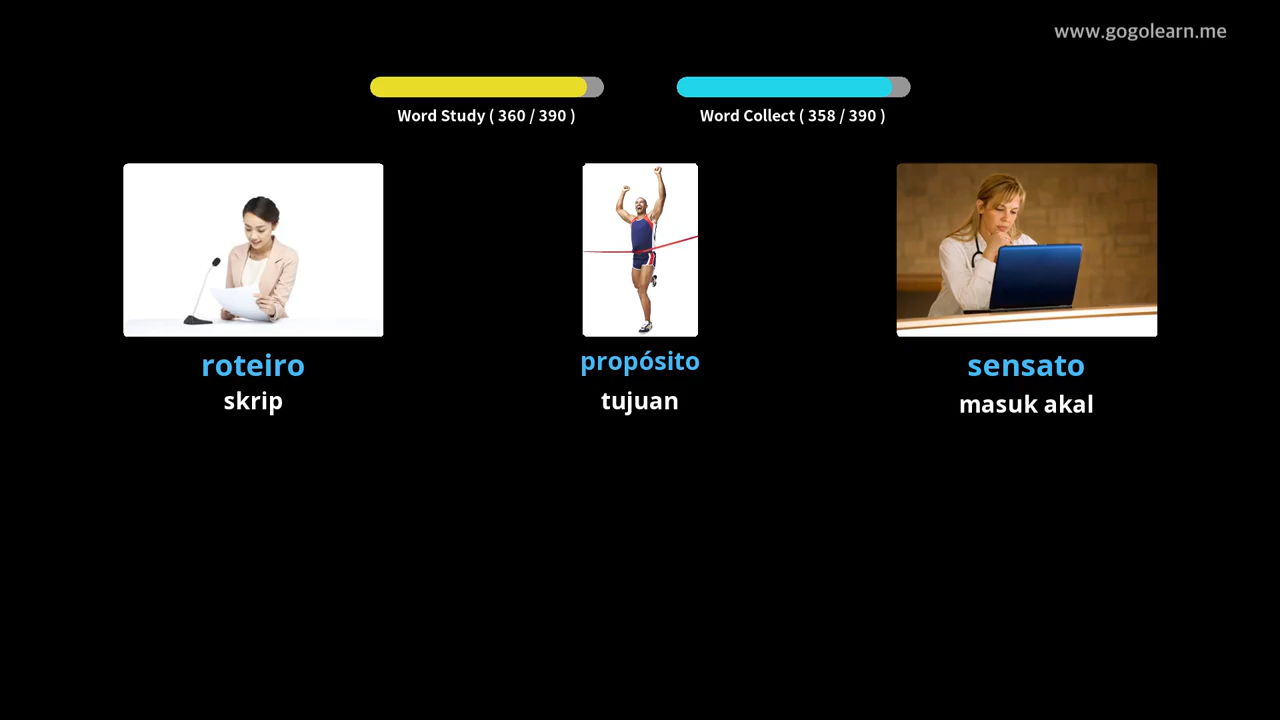 www.gogolearn.me
Word Study ( 360 / 390 )
Word Collect ( 358 / 390 )
roteiro
skrip
propósito
tujuan
sensato
masuk akal